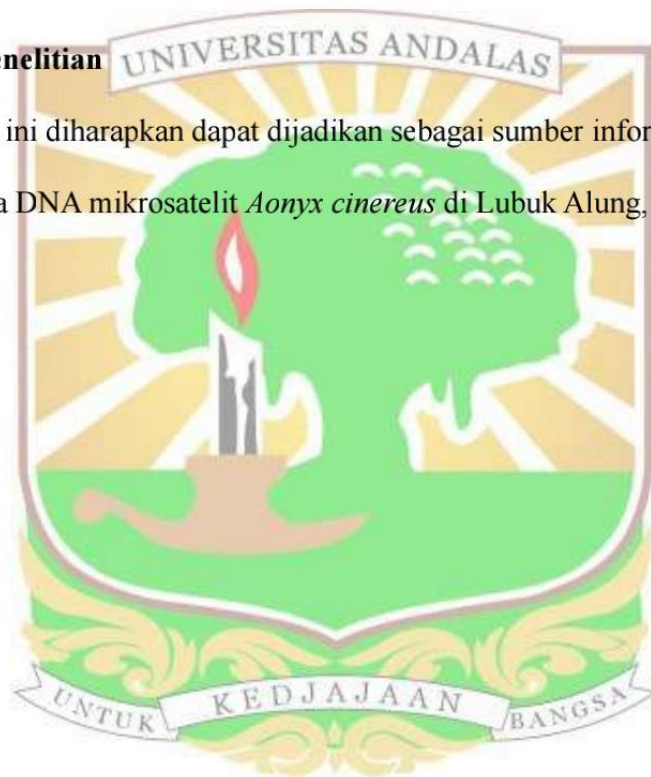 enelitian
UNIVERSITAS ANDALAS
ini diharapkan dapat dijadikan sebagai sumber infor
a DNA mikrosatelit Aonyx cinereus di Lubuk Alung,
UNTUK KEDJAJAAN BANGSA